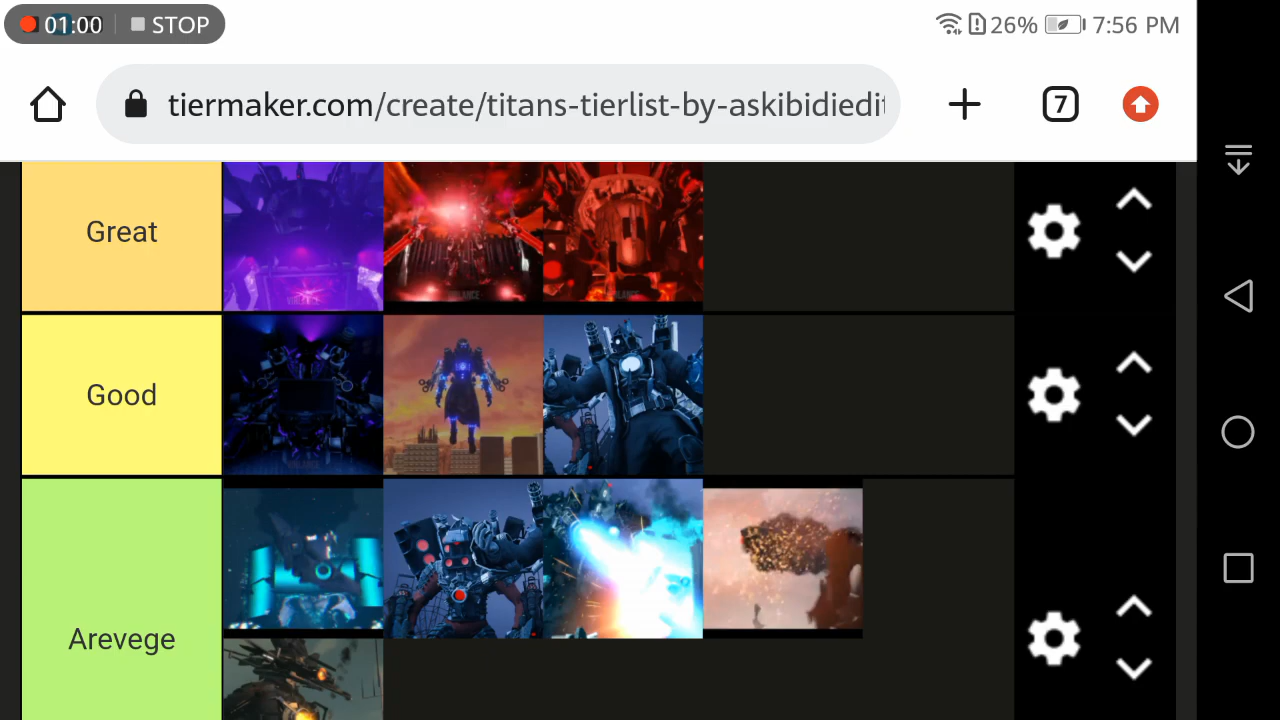 01:00 STOP 26% 7:56 PM
tiermaker.com/create/titans-tierlist-by-askibidiedit 7
Great
Good
Arevege